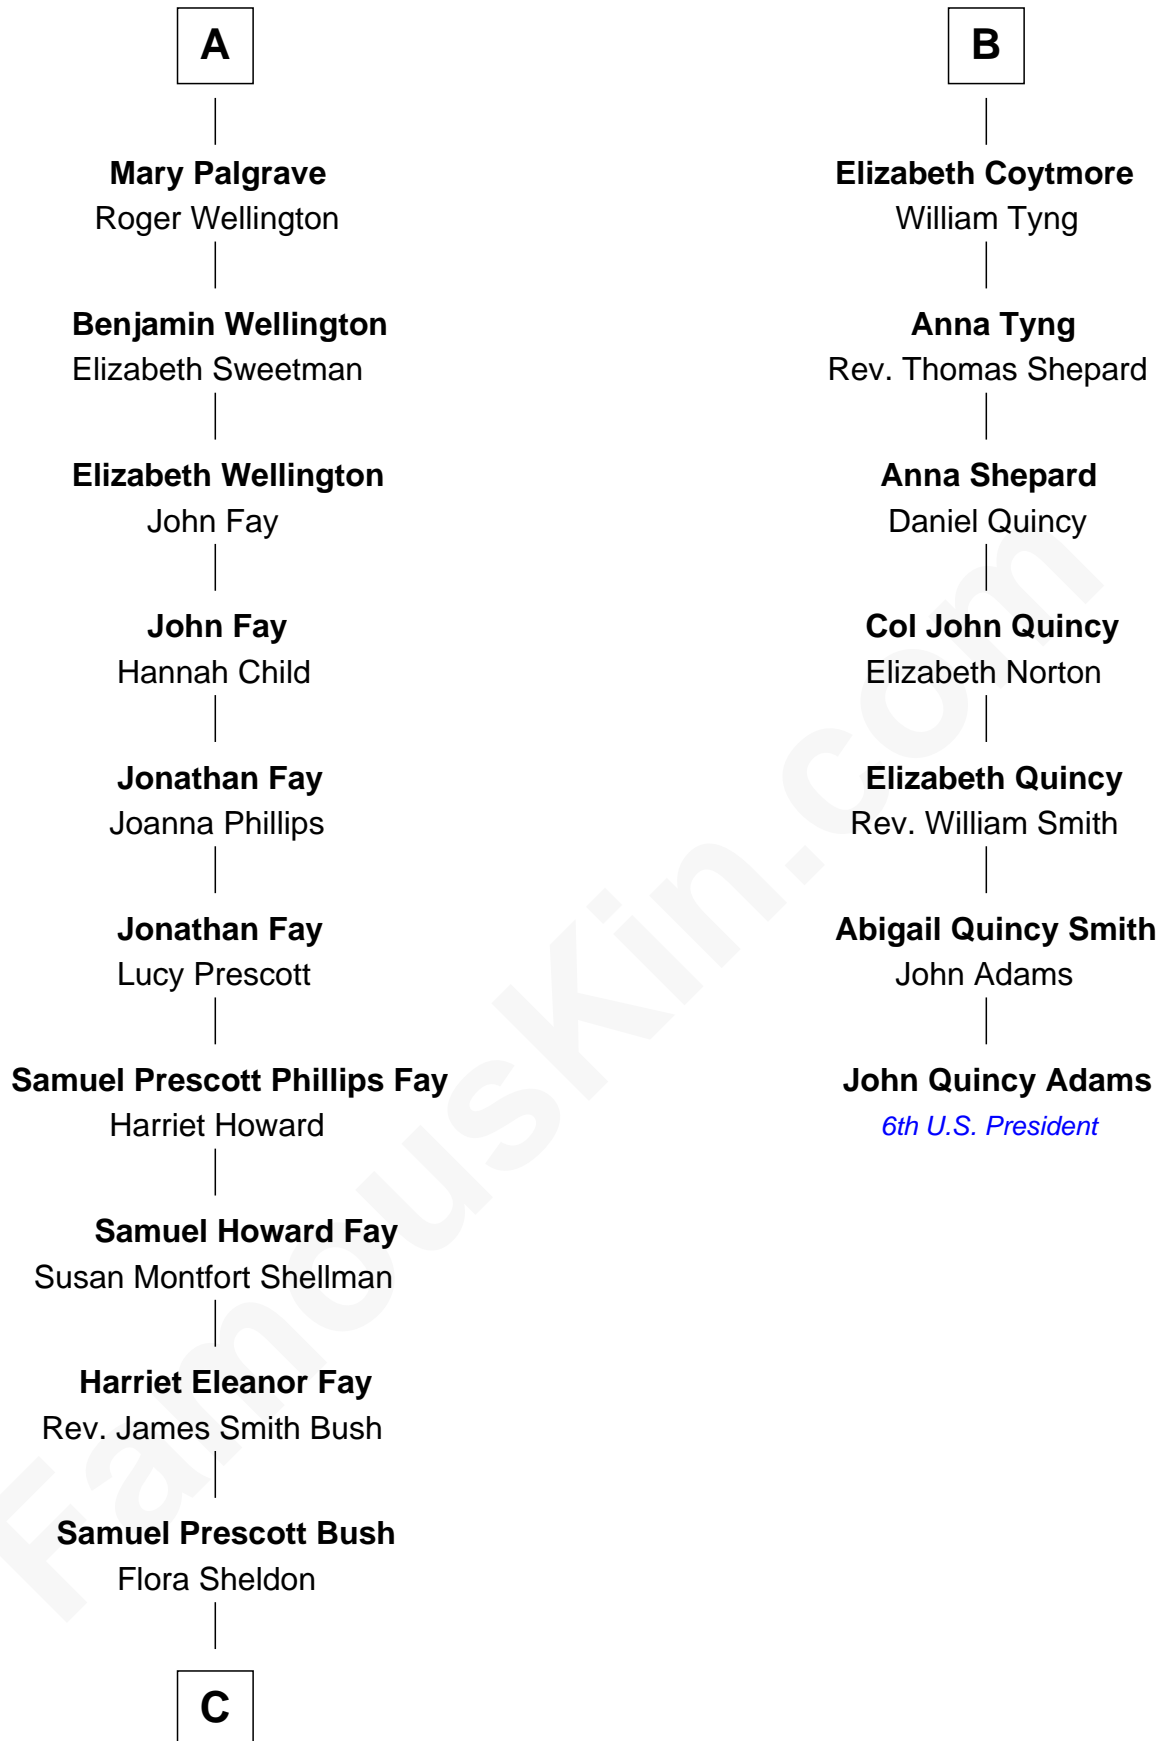 A
Mary Palgrave
Roger Wellington
Benjamin Wellington
Elizabeth Sweetman
Elizabeth Wellington
John Fay
John Fay
Hannah Child
Jonathan Fay
Joanna Phillips
Jonathan Fay
Lucy Prescott
Samuel Prescott Phillips Fay
Harriet Howard
Samuel Howard Fay
Susan Montfort Shellman
Harriet Eleanor Fay
Rev. James Smith Bush
Samuel Prescott Bush
Flora Sheldon
C
B
Elizabeth Coytmore
William Tyng
Anna Tyng
Rev. Thomas Shepard
Anna Shepard
Daniel Quincy
Col John Quincy
Elizabeth Norton
Elizabeth Quincy
Rev. William Smith
Abigail Quincy Smith
John Adams
John Quincy Adams
6th U.S. President
FamousKin.com